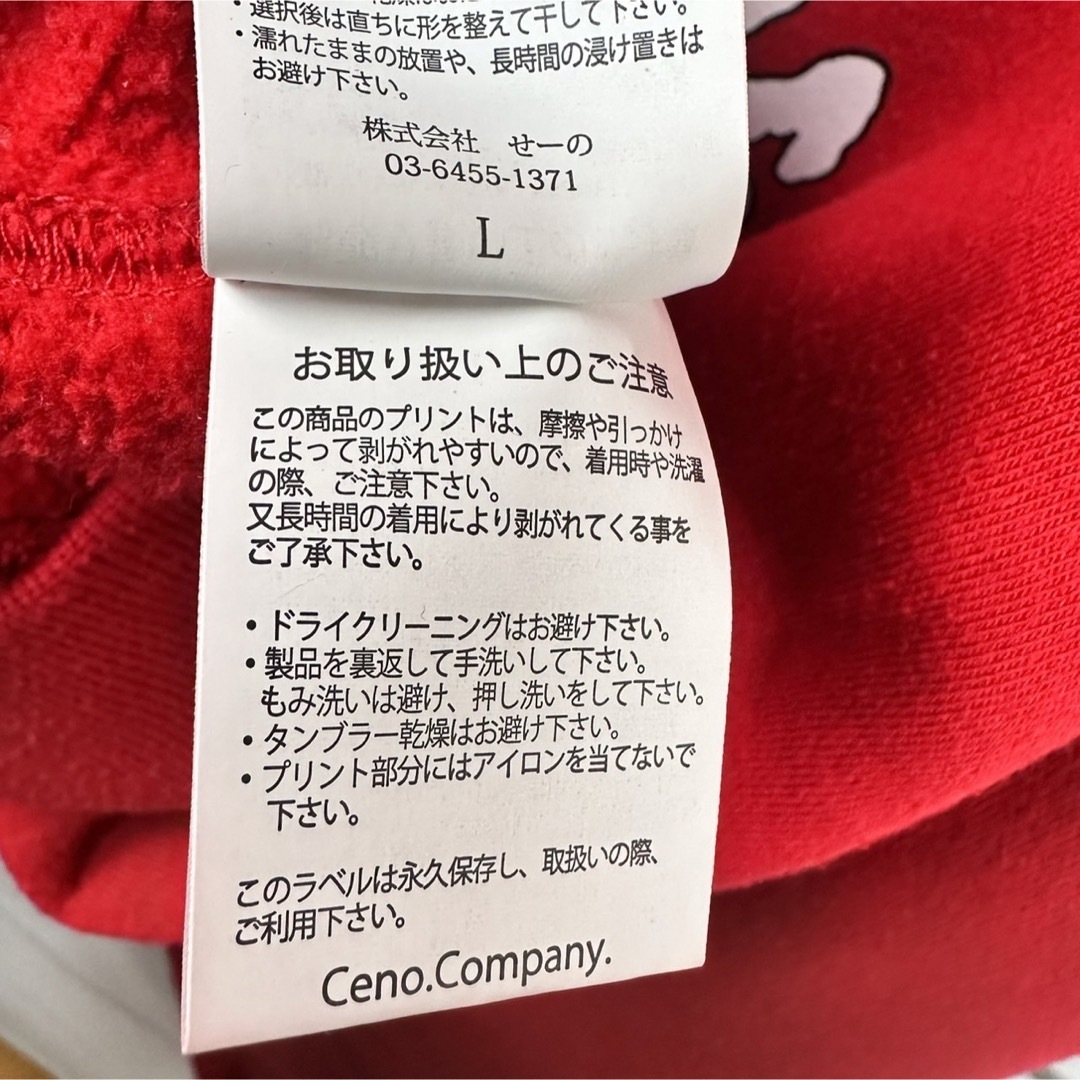 ・選択後は直ちに形を整えて干して下さい。
・濡れたままの放置や、長時間の浸け置きは
お避け下さい。
株式会社 せーの
03-6455-1371
L
お取り扱い上のご注意
この商品のプリントは、摩擦や引っかけ
によって剥がれやすいので、着用時や洗濯
の際、ご注意下さい。
又長時間の着用により剥がれてくる事を
ご了承下さい。
・ドライクリーニングはお避け下さい。
・製品を裏返して手洗いして下さい。
もみ洗いは避け、押し洗いをして下さい。
・タンブラー乾燥はお避け下さい。
・プリント部分にはアイロンを当てないで
下さい。
このラベルは永久保存し、取扱いの際、
ご利用下さい。
Ceno.Company.